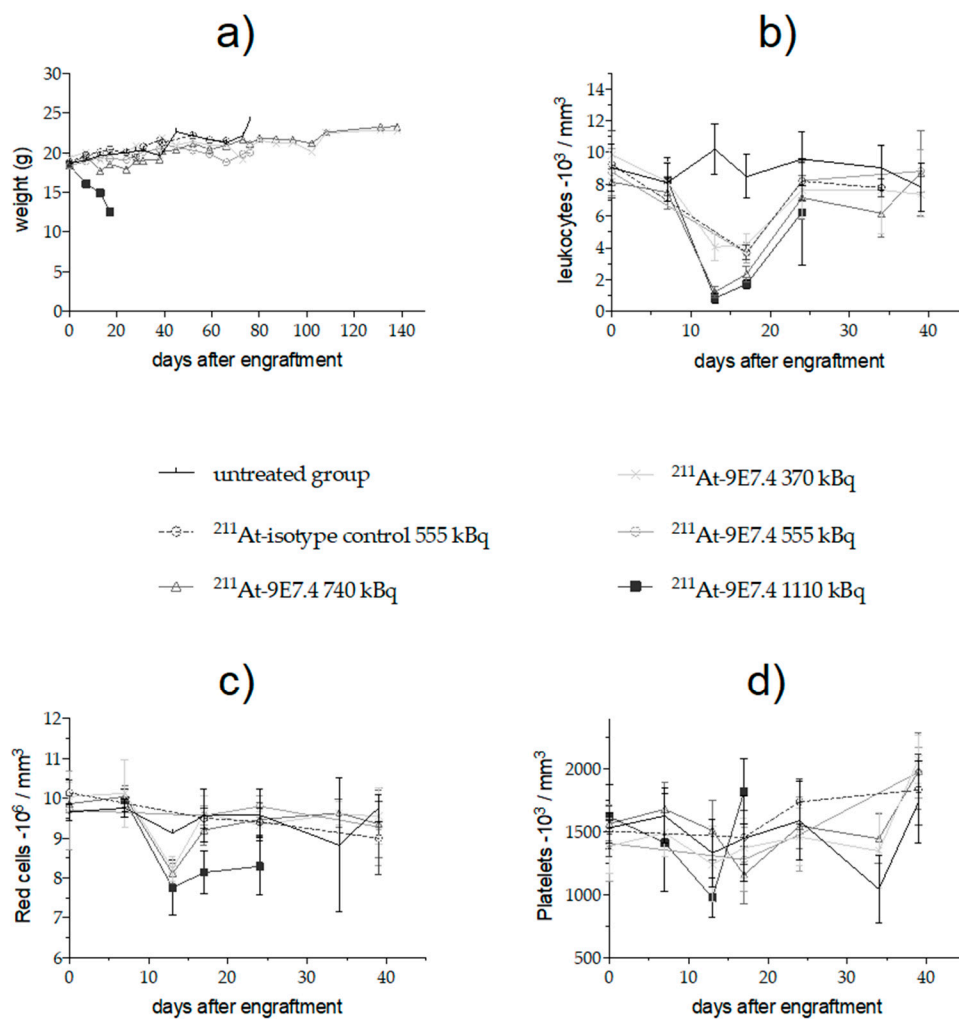 a)
b)
weight (g)
30
25
20
15
10
5
0
0 20 40 60 80 100 120 140
days after engraftment
leukocytes -10³ / mm³
14
12
10
8
6
4
2
0
0 10 20 30 40
days after engraftment
untreated group
²¹¹At-9E7.4 370 kBq
²¹¹At-isotype control 555 kBq
²¹¹At-9E7.4 555 kBq
²¹¹At-9E7.4 740 kBq
²¹¹At-9E7.4 1110 kBq
c)
d)
Red cells -10⁶ / mm³
12
11
10
9
8
7
6
0 10 20 30 40
days after engraftment
Platelets -10³ / mm³
2000
1500
1000
500
0 10 20 30 40
days after engraftment